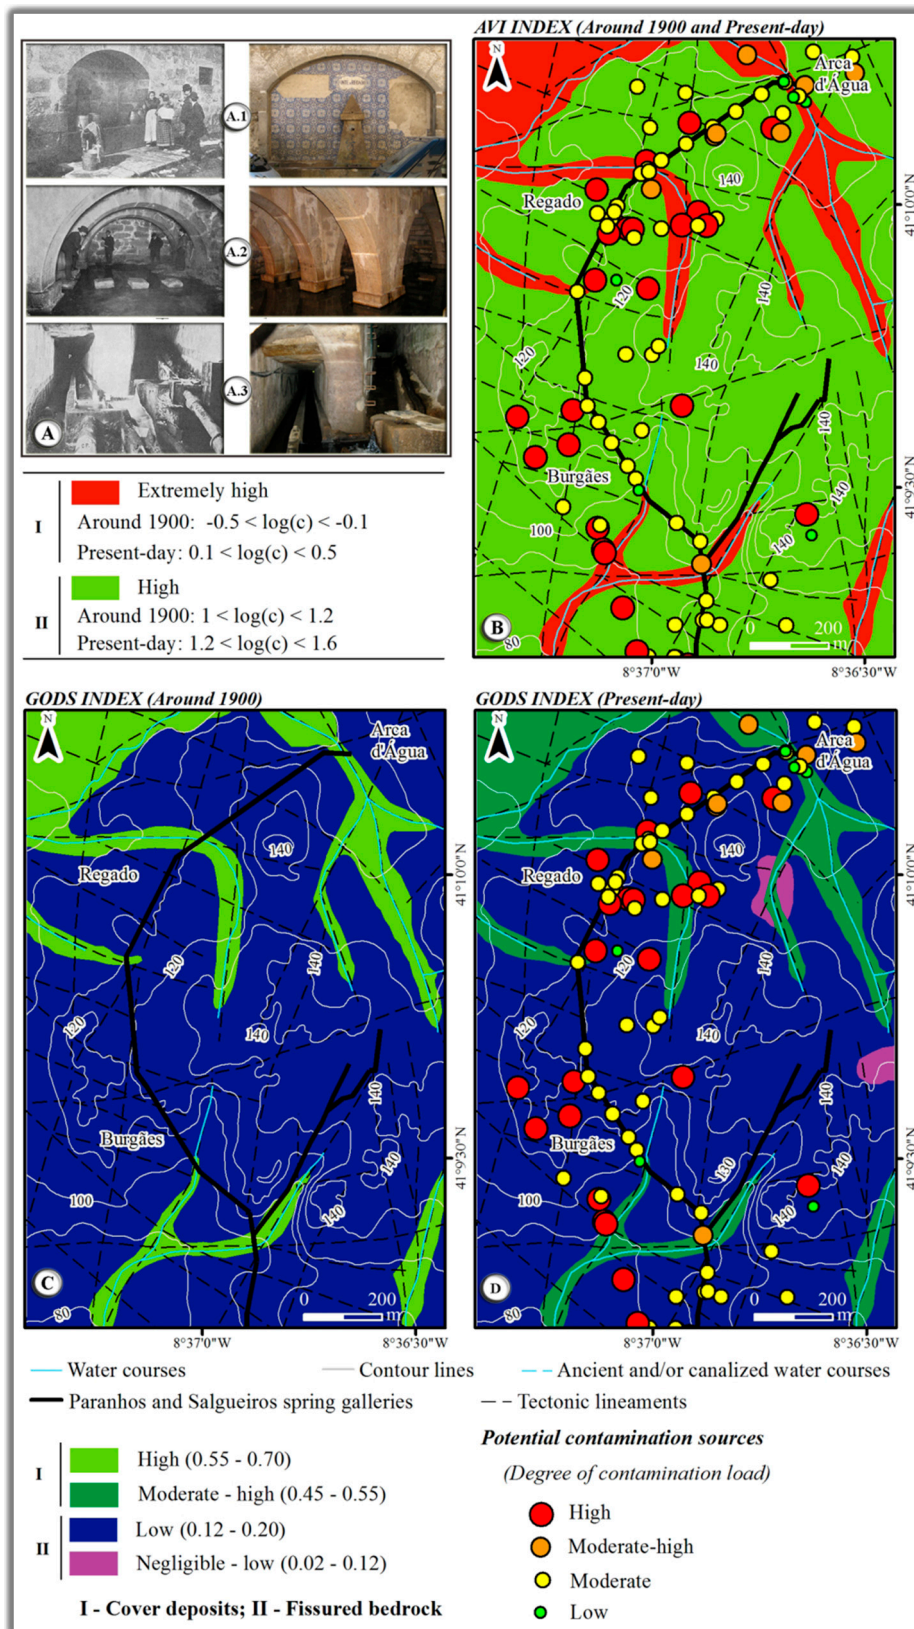 AVI INDEX (Around 1900 and Present-day)
N
Arca
d'Água
A.1
140
Regado
A.2
120
140
120
140
A.3
A
140
Burgães
140
100
140
80
B
0 200
m
41°10'0"N
41°9'30"N
8°37'0"W
8°36'30"W
I
Extremely high
Around 1900: -0.5 < log(c) < -0.1
Present-day: 0.1 < log(c) < 0.5
II
High
Around 1900: 1 < log(c) < 1.2
Present-day: 1.2 < log(c) < 1.6
GODS INDEX (Around 1900)
N
Arca
d'Água
140
Regado
120
140
120
140
140
Burgães
140
100
140
80
C
0 200
m
8°37'0"W
8°36'30"W
41°10'0"N
41°9'30"N
GODS INDEX (Present-day)
N
Arca
d'Água
140
Regado
120
140
120
140
140
Burgães
130
140
100
140
80
D
0 200
m
8°37'0"W
8°36'30"W
Water courses
Contour lines
Ancient and/or canalized water courses
Paranhos and Salgueiros spring galleries
Tectonic lineaments
I
High (0.55 - 0.70)
Moderate - high (0.45 - 0.55)
II
Low (0.12 - 0.20)
Negligible - low (0.02 - 0.12)
I - Cover deposits; II - Fissured bedrock
Potential contamination sources
(Degree of contamination load)
High
Moderate-high
Moderate
Low